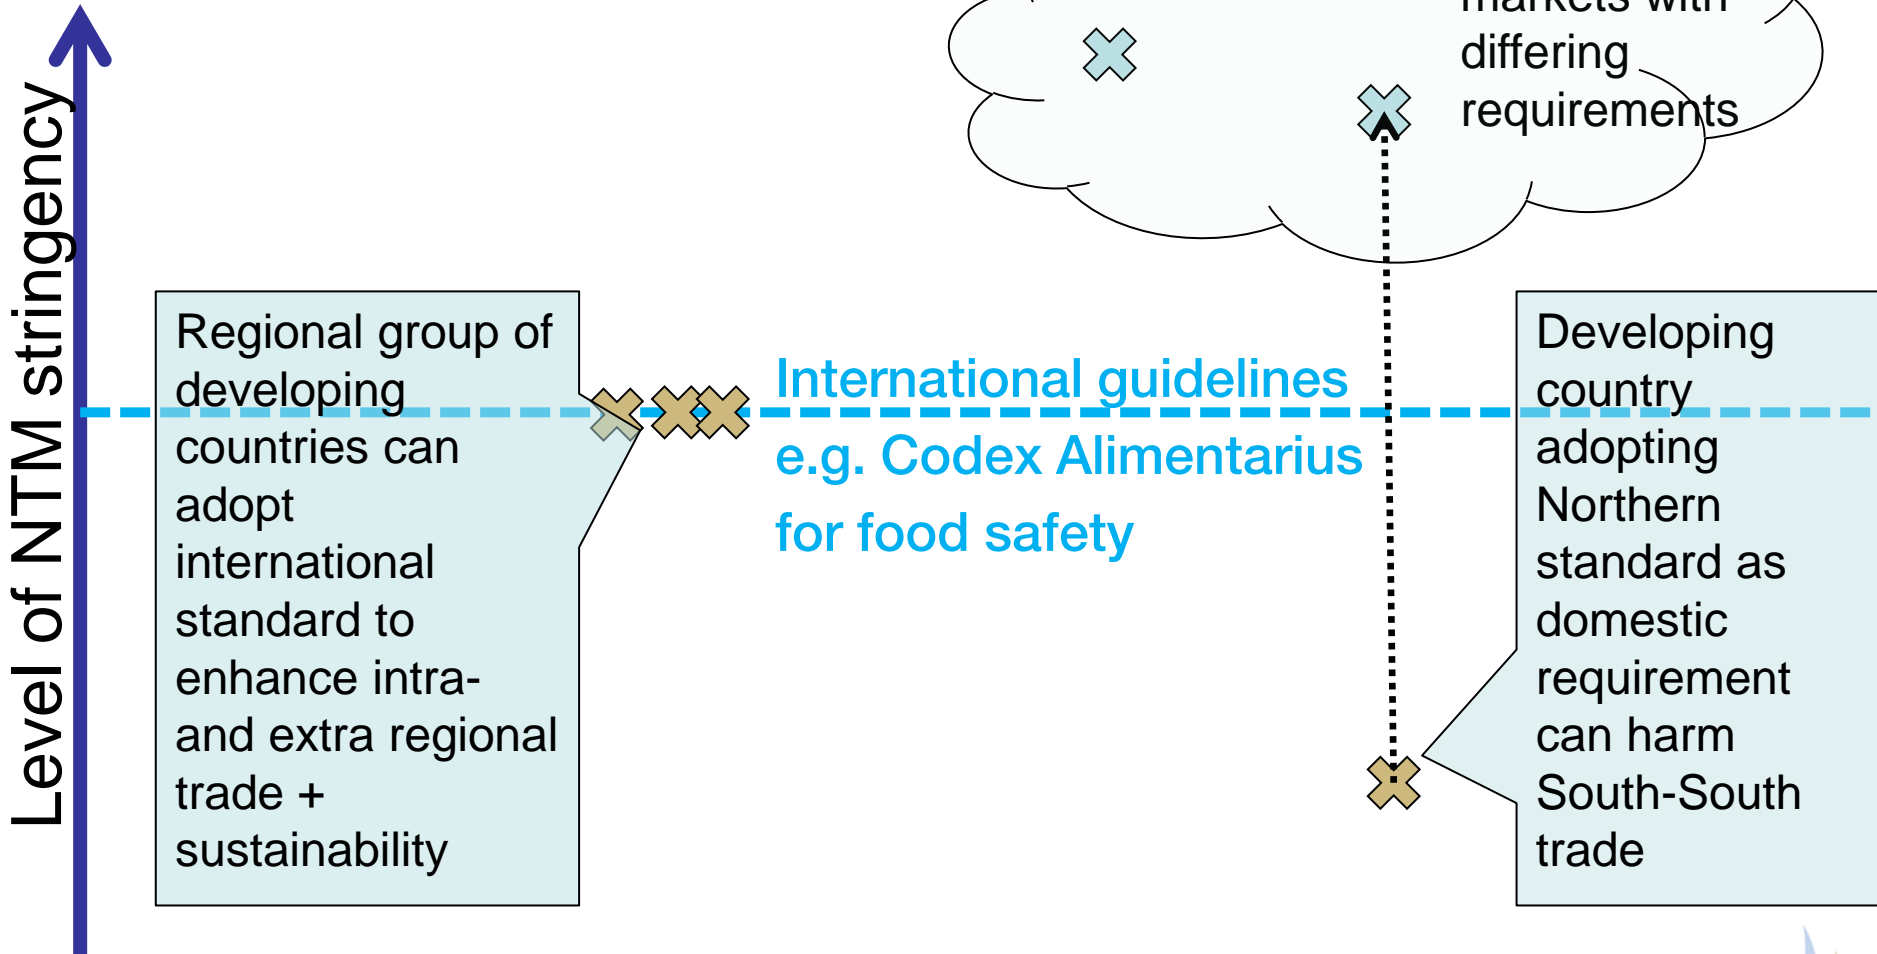 markets with
differing
requirements
Level of NTM stringency
Regional group of
developing
countries can
adopt
international
standard to
enhance intra-
and extra regional
trade +
sustainability
International guidelines
e.g. Codex Alimentarius
for food safety
Developing
country
adopting
Northern
standard as
domestic
requirement
can harm
South-South
trade